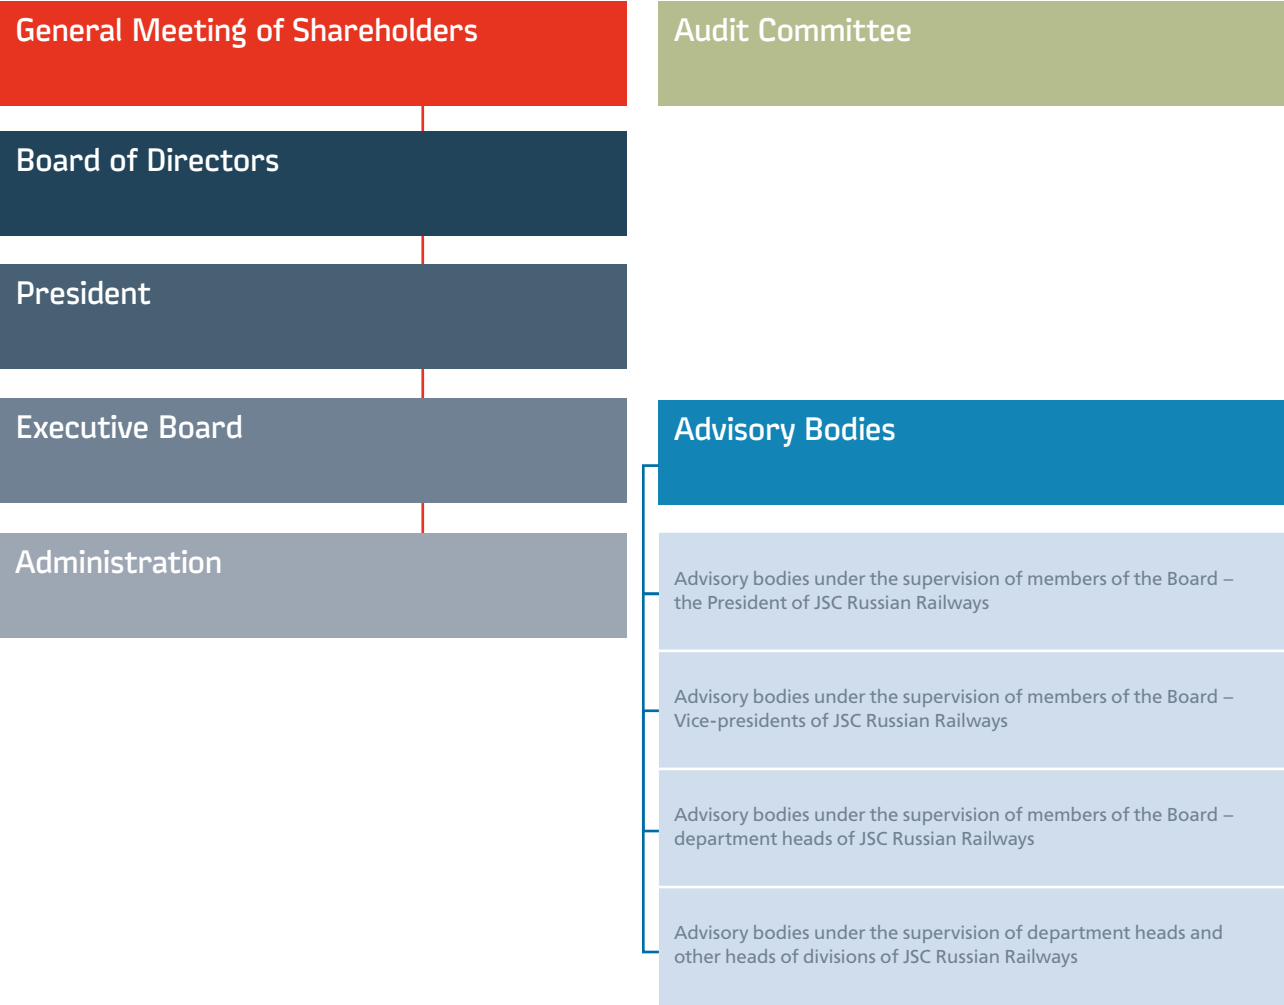 General Meeting of Shareholders
Audit Committee
Board of Directors
President
Executive Board
Advisory Bodies
Administration
Advisory bodies under the supervision of members of the Board –
the President of JSC Russian Railways
Advisory bodies under the supervision of members of the Board –
Vice-presidents of JSC Russian Railways
Advisory bodies under the supervision of members of the Board –
department heads of JSC Russian Railways
Advisory bodies under the supervision of department heads and
other heads of divisions of JSC Russian Railways